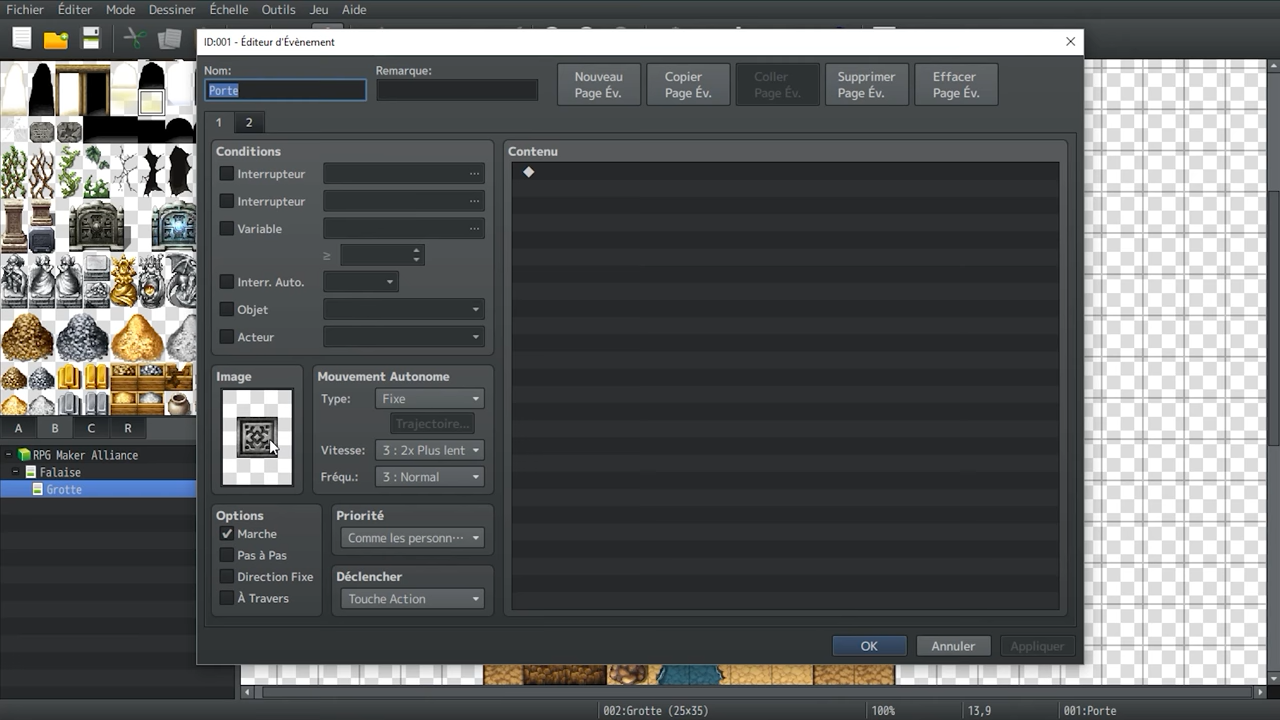 Fichier Éditer Mode Dessiner Échelle Outils Jeu Aide
ID:001 - Éditeur d'Évènement
Nom:
Porte
Remarque:
Nouveau
Page Év.
Copier
Page Év.
Coller
Page Év.
Supprimer
Page Év.
Effacer
Page Év.
1 2
Conditions
Interrupteur ...
Interrupteur ...
Variable ...
≥
Interr. Auto.
Objet
Acteur
Contenu
Image
Mouvement Autonome
Type: Fixe
Trajectoire...
Vitesse: 3 : 2x Plus lent
Fréqu.: 3 : Normal
Options
Marche
Pas à Pas
Direction Fixe
À Travers
Priorité
Comme les personn···
Déclencher
Touche Action
OK Annuler Appliquer
A B C R
RPG Maker Alliance
Falaise
Grotte
002:Grotte (25x35) 100% 13,9 001:Porte